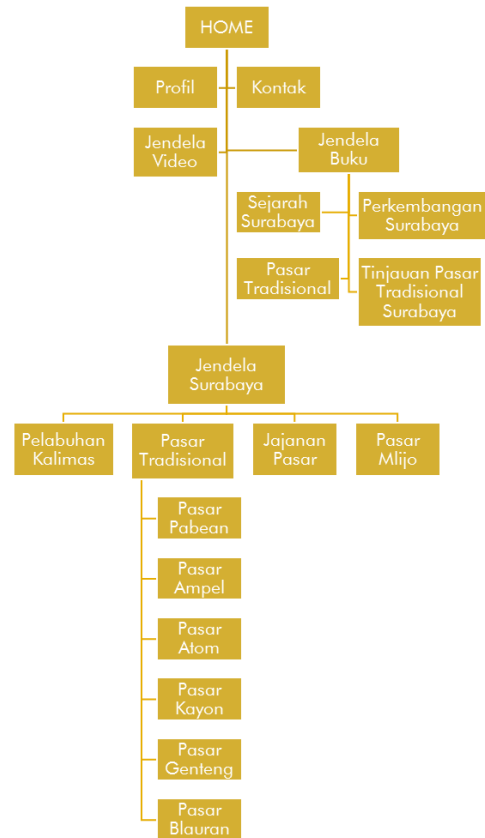 HOME
Profil
Kontak
Jendela
Video
Jendela
Buku
Sejarah
Surabaya
Perkembangan
Surabaya
Pasar
Tradisional
Tinjauan Pasar
Tradisional
Surabaya
Jendela
Surabaya
Pelabuhan
Kalimas
Pasar
Tradisional
Jajanan
Pasar
Pasar
Mlijo
Pasar
Pabean
Pasar
Ampel
Pasar
Atom
Pasar
Kayon
Pasar
Genteng
Pasar
Blauran